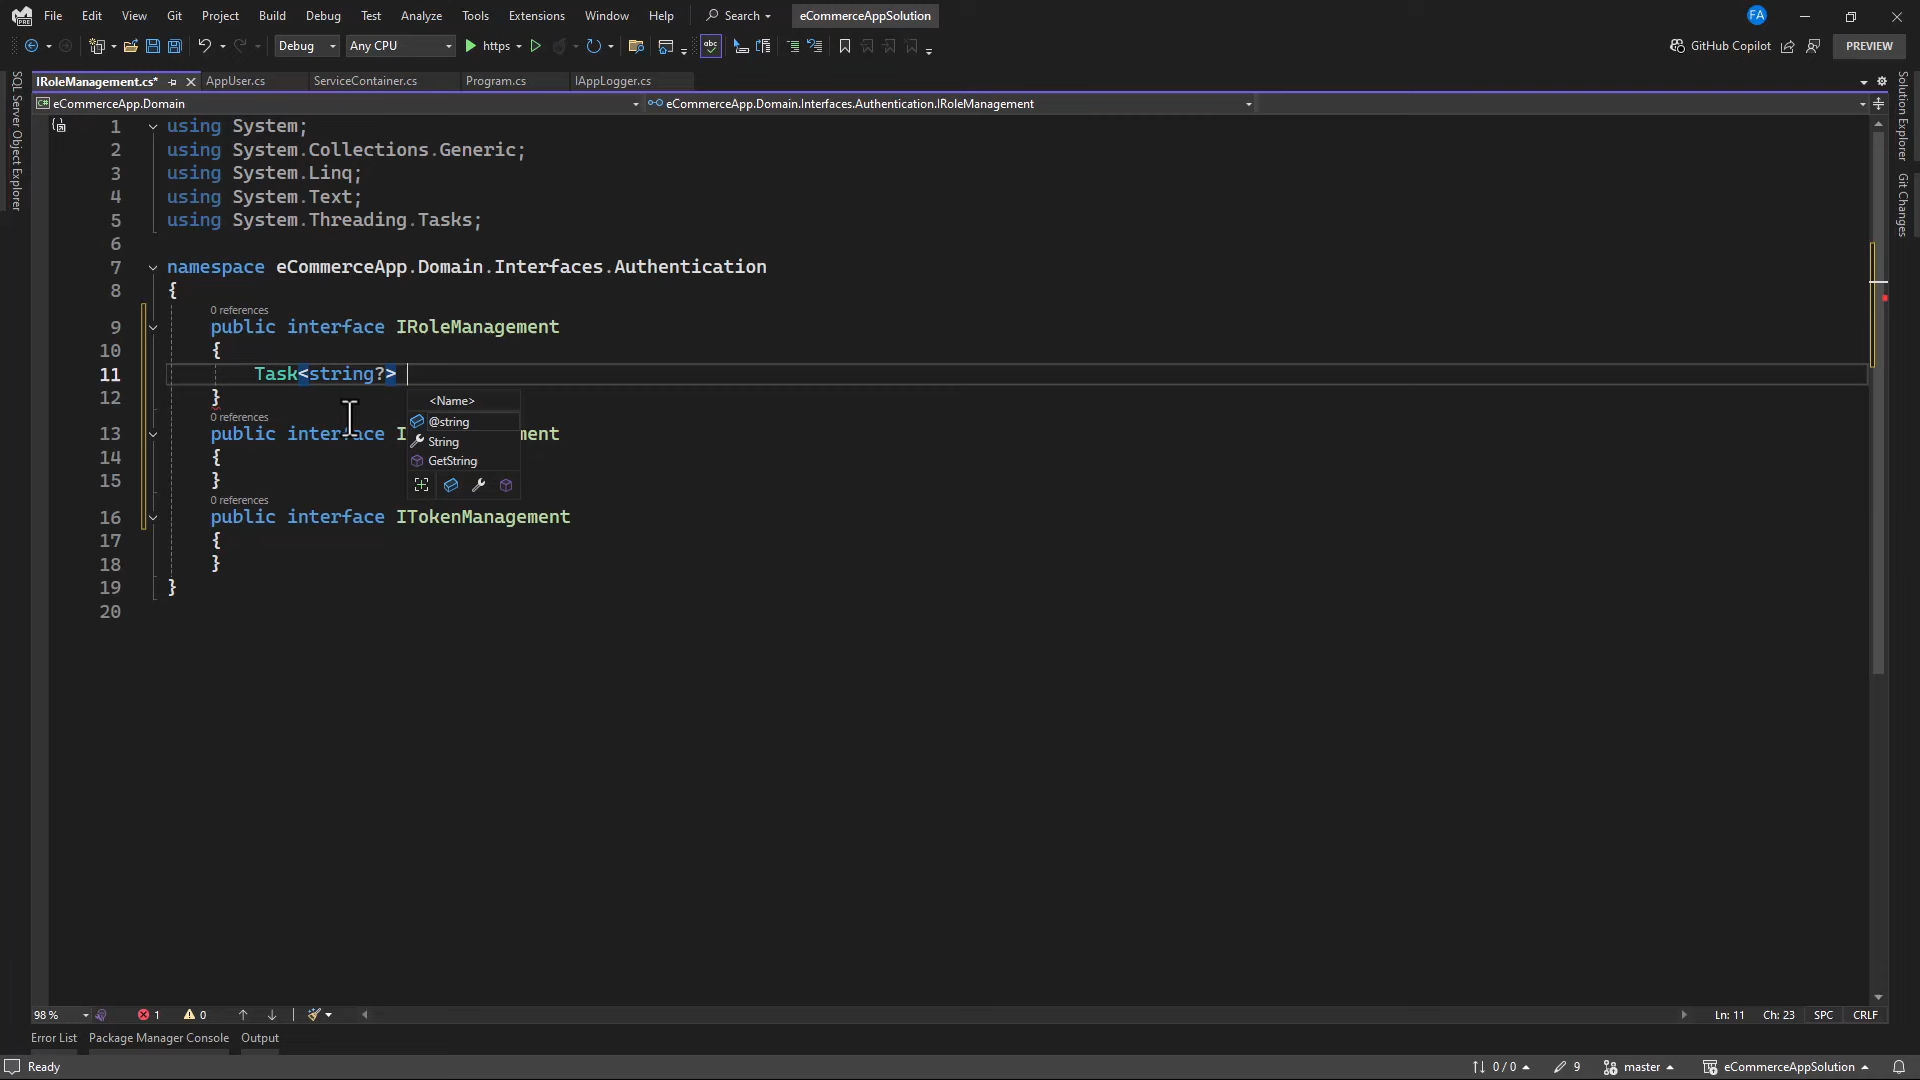 File Edit View Git Project Build Debug Test Analyze Tools Extensions Window Help Search eCommerceAppSolution FA
Debug Any CPU https abc GitHub Copilot PREVIEW
IRoleManagement.cs* AppUser.cs ServiceContainer.cs Program.cs IAppLogger.cs
eCommerceApp.Domain eCommerceApp.Domain.Interfaces.Authentication.IRoleManagement
SQL Server Object Explorer
Solution Explorer
Git Changes
1 using System;
2 using System.Collections.Generic;
3 using System.Linq;
4 using System.Text;
5 using System.Threading.Tasks;
6
7 namespace eCommerceApp.Domain.Interfaces.Authentication
8 {
0 references
9 public interface IRoleManagement
10 {
11 Task<string?>
12 }
<Name>
@string
String
GetString
0 references
13 public interface I ment
14 {
15 }
0 references
16 public interface ITokenManagement
17 {
18 }
19 }
20
98 % 1 0 Ln: 11 Ch: 23 SPC CRLF
Error List Package Manager Console Output
Ready 0 / 0 9 master eCommerceAppSolution